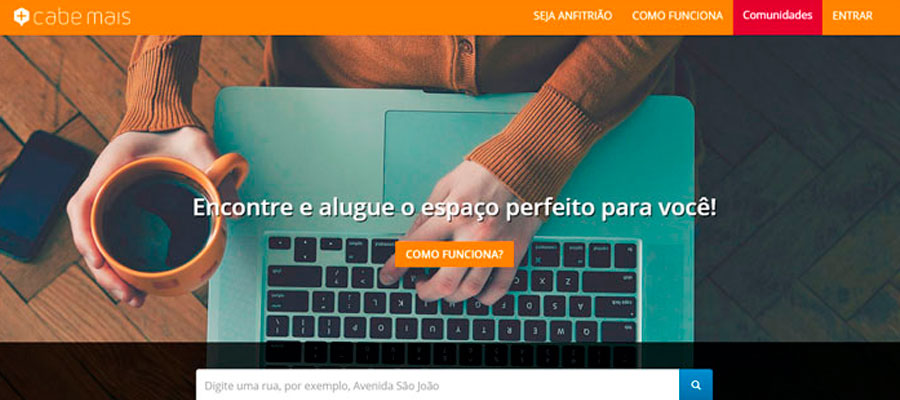 cabe mais
SEJA ANFITRIÃO
COMO FUNCIONA
Comunidades
ENTRAR
Encontre e alugue o espaço perfeito para você!
COMO FUNCIONA?
Digite uma rua, por exemplo, Avenida São João